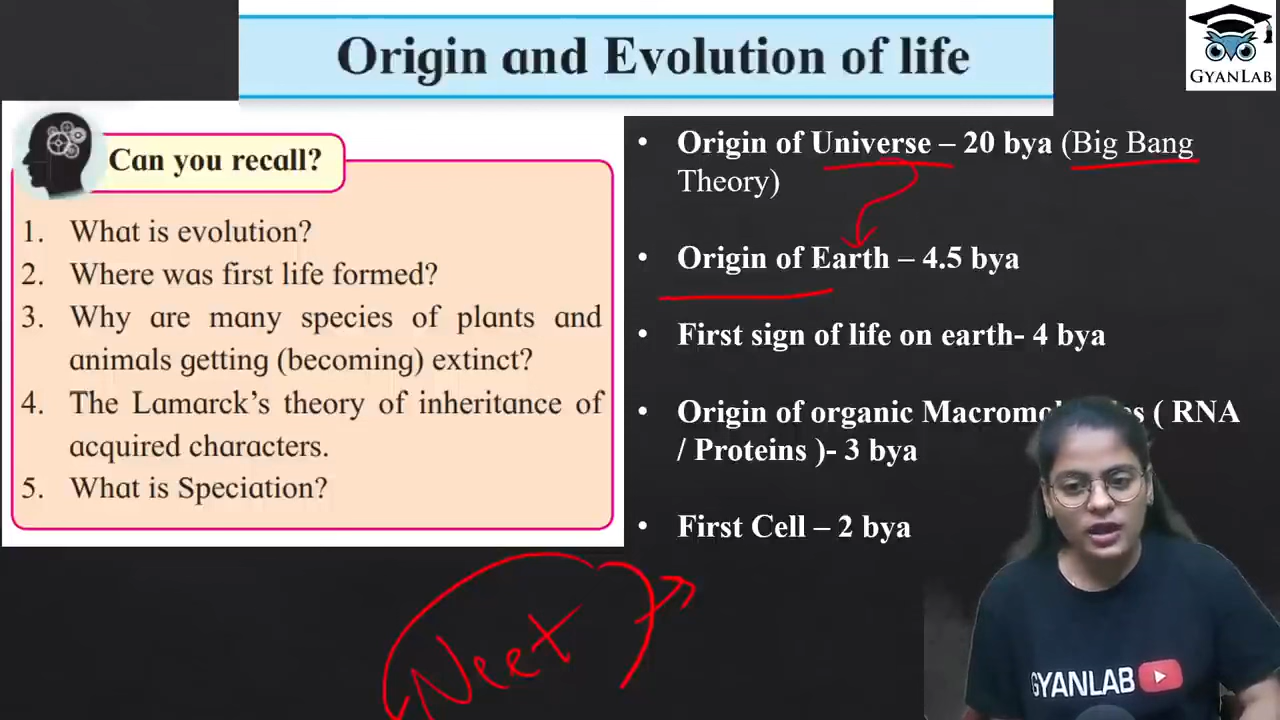 Origin and Evolution of life
GYANLAB
Can you recall?
1. What is evolution?
2. Where was first life formed?
3. Why are many species of plants and
animals getting (becoming) extinct?
4. The Lamarck's theory of inheritance of
acquired characters.
5. What is Speciation?
• Origin of Universe – 20 bya (Big Bang
Theory)
• Origin of Earth – 4.5 bya
• First sign of life on earth- 4 bya
• Origin of organic ( RNA
/ Proteins )- 3 bya
• First Cell – 2 bya
Neet
GYANLAB